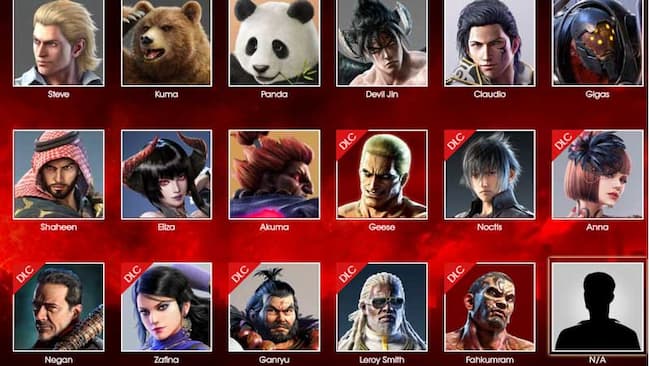 Steve Kuma Panda Devil Jin Claudio Gigas
DLC DLC DLC
Shaheen Eliza Akuma Geese Noctis Anna
DLC DLC DLC DLC DLC
Negan Zafina Ganryu Leroy Smith Fahkumram N/A